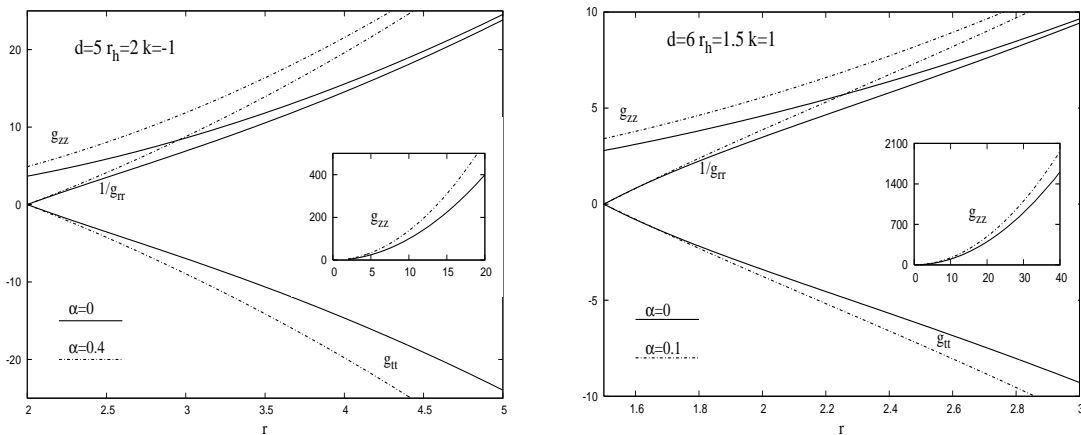 d=5 r_h=2 k=-1
g_zz
1/g_rr
g_tt
α=0
α=0.4
20
10
0
-10
-20
2
2.5
3
3.5
4
4.5
5
r
400
200
0
0
5
10
15
20
g_zz
d=6 r_h=1.5 k=1
g_zz
1/g_rr
g_tt
α=0
α=0.1
10
5
0
-5
-10
1.6
1.8
2
2.2
2.4
2.6
2.8
3
r
2100
1400
700
0
0
10
20
30
40
g_zz